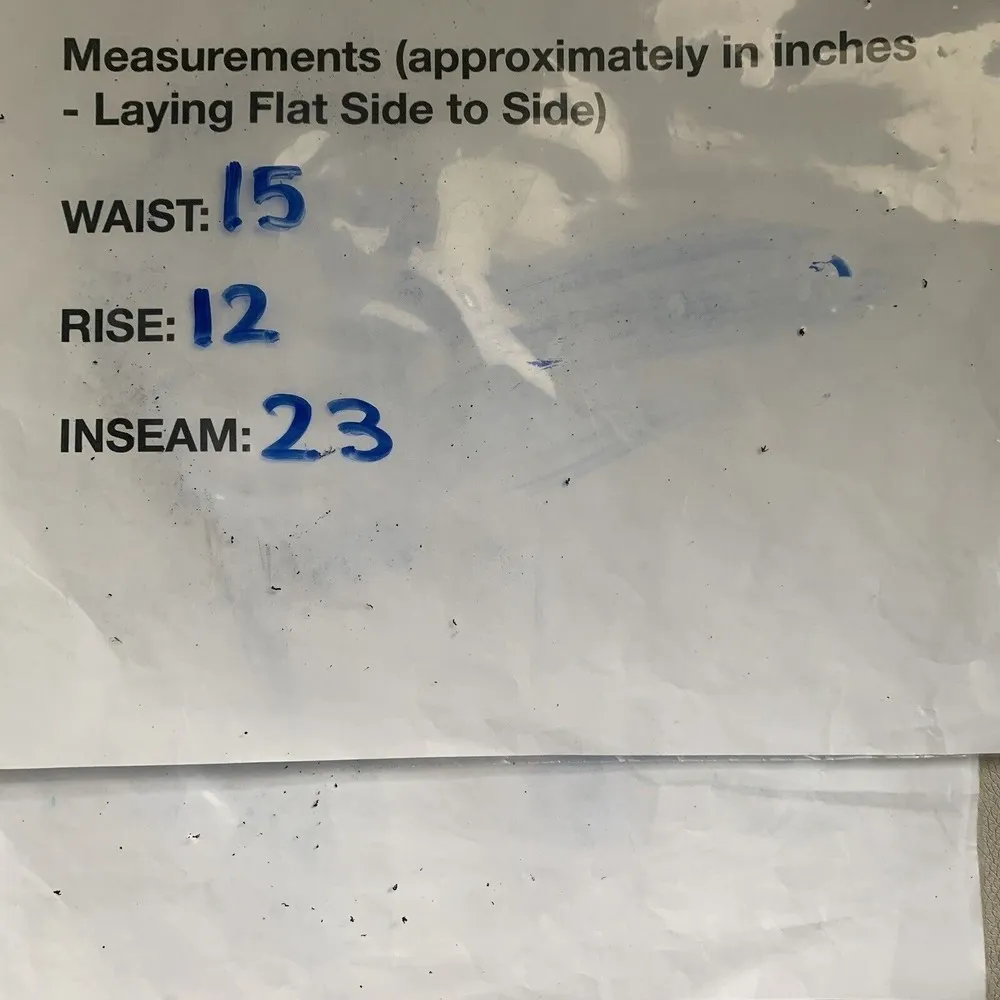 Measurements (approximately in inches
- Laying Flat Side to Side)
WAIST: 15
RISE: 12
INSEAM: 23